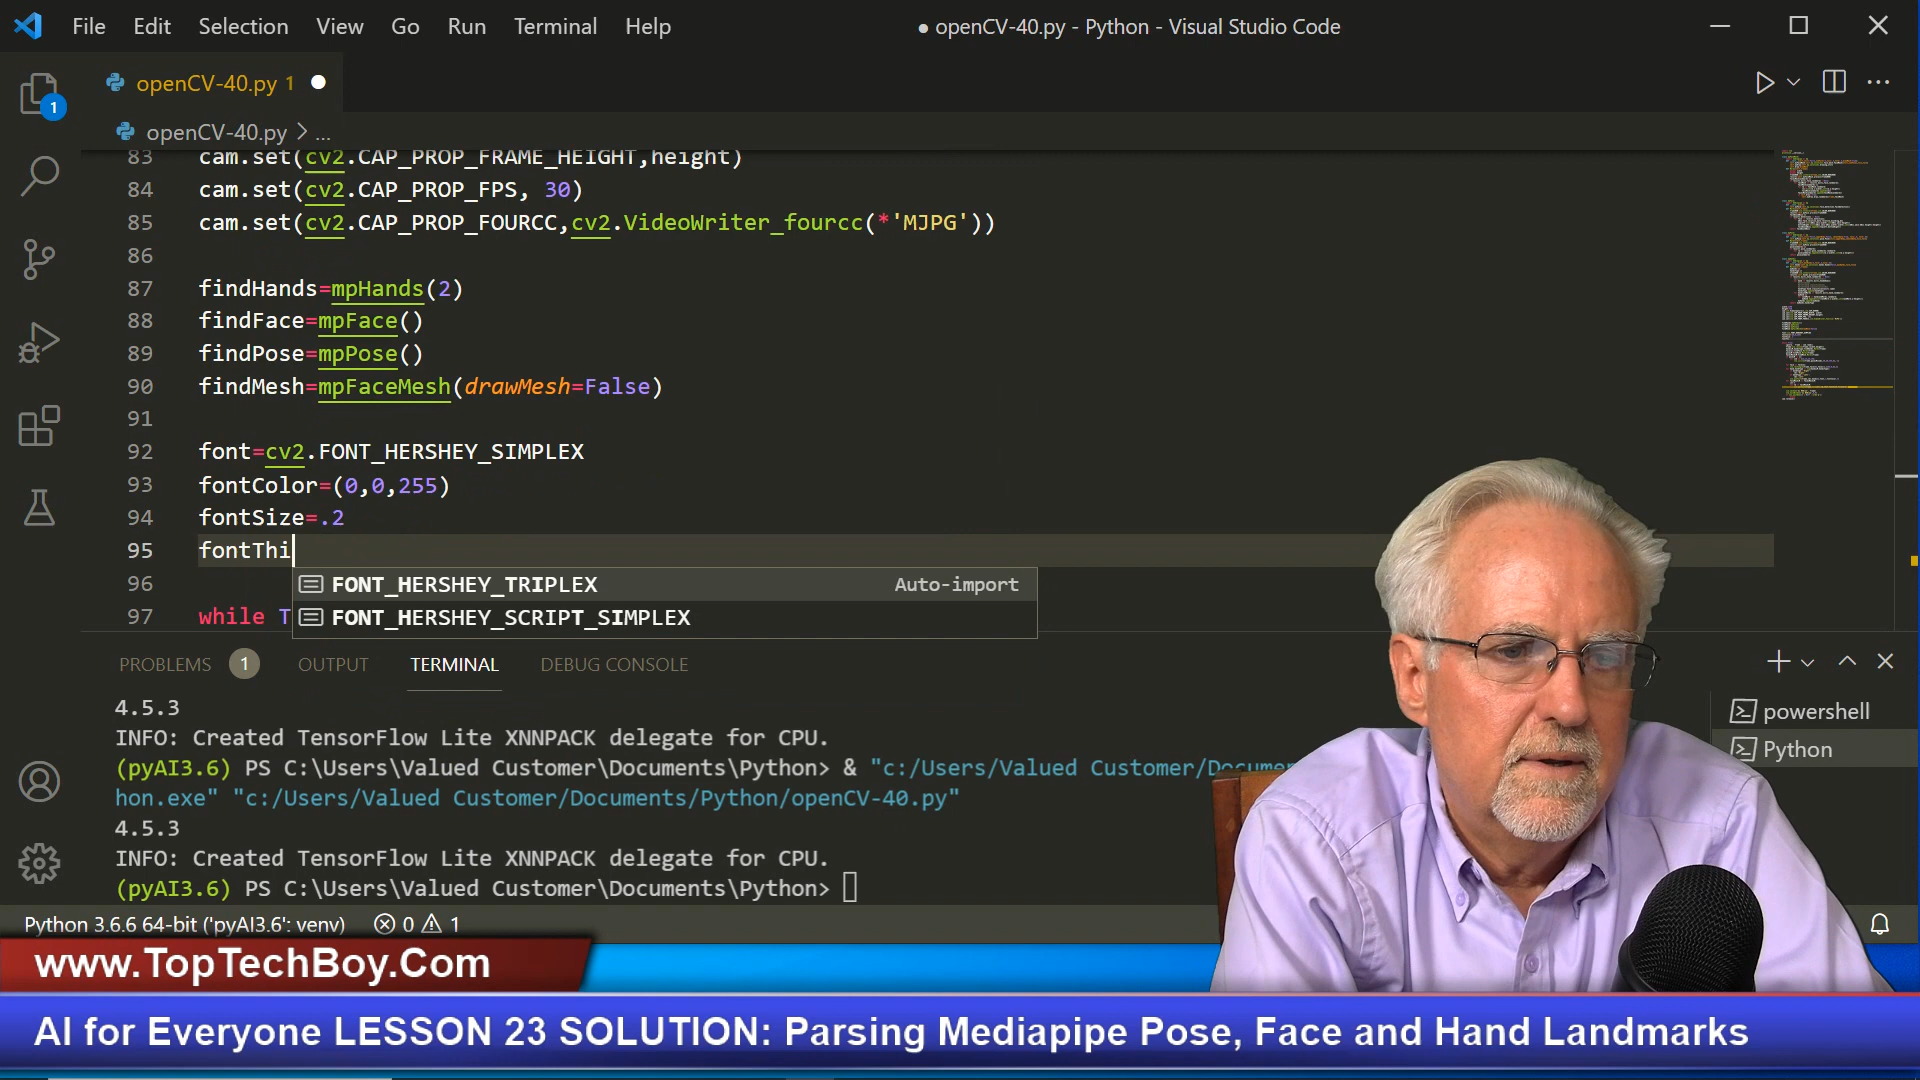 File Edit Selection View Go Run Terminal Help ● openCV-40.py - Python - Visual Studio Code
1
openCV-40.py 1
openCV-40.py > ...
83 cam.set(cv2.CAP_PROP_FRAME_HEIGHT,height)
84 cam.set(cv2.CAP_PROP_FPS, 30)
85 cam.set(cv2.CAP_PROP_FOURCC,cv2.VideoWriter_fourcc(*'MJPG'))
86
87 findHands=mpHands(2)
88 findFace=mpFace()
89 findPose=mpPose()
90 findMesh=mpFaceMesh(drawMesh=False)
91
92 font=cv2.FONT_HERSHEY_SIMPLEX
93 fontColor=(0,0,255)
94 fontSize=.2
95 fontThi
96 FONT_HERSHEY_TRIPLEX Auto-import
97 while T FONT_HERSHEY_SCRIPT_SIMPLEX
PROBLEMS 1 OUTPUT TERMINAL DEBUG CONSOLE
4.5.3
INFO: Created TensorFlow Lite XNNPACK delegate for CPU.
(pyAI3.6) PS C:\Users\Valued Customer\Documents\Python> & "c:/Users/Valued Customer/Documen
hon.exe" "c:/Users/Valued Customer/Documents/Python/openCV-40.py"
4.5.3
INFO: Created TensorFlow Lite XNNPACK delegate for CPU.
(pyAI3.6) PS C:\Users\Valued Customer\Documents\Python>
powershell
Python
Python 3.6.6 64-bit ('pyAI3.6': venv) 0 1
www.TopTechBoy.Com
AI for Everyone LESSON 23 SOLUTION: Parsing Mediapipe Pose, Face and Hand Landmarks